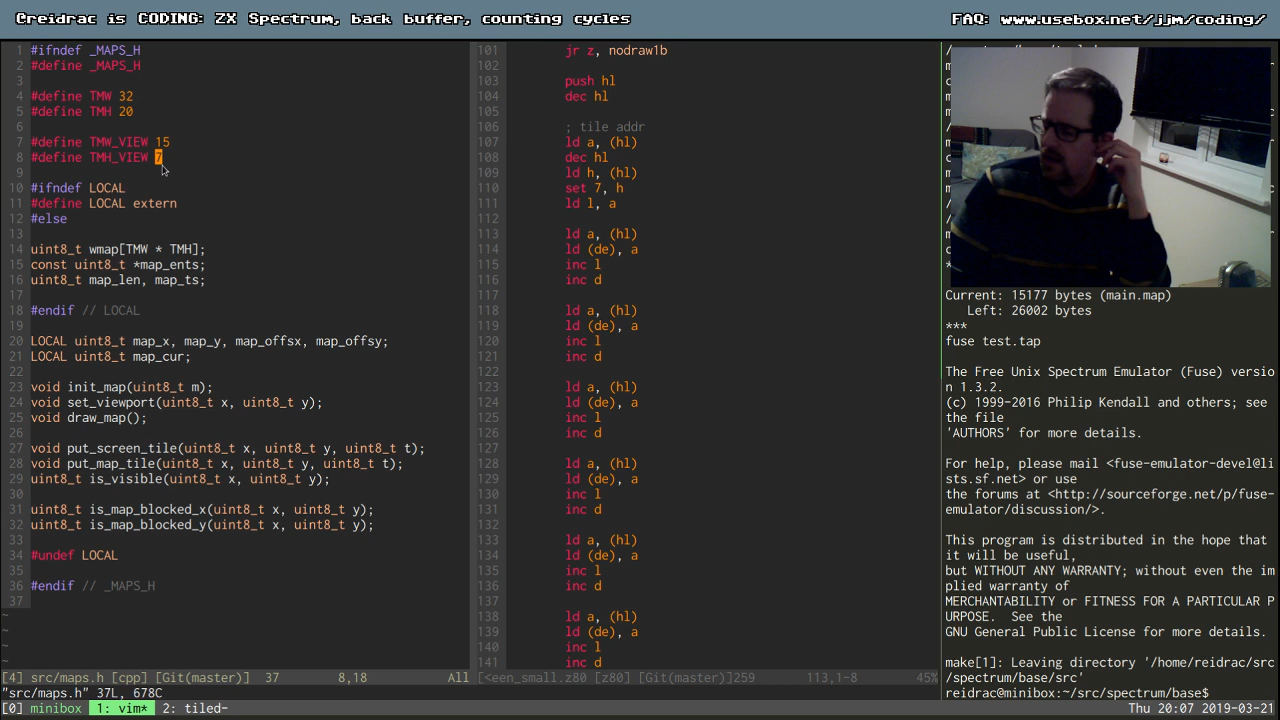 @reidrac is CODING: ZX Spectrum, back buffer, counting cycles
FAQ: www.usebox.net/jjm/coding/
1 #ifndef _MAPS_H
2 #define _MAPS_H
3
4 #define TMW 32
5 #define TMH 20
6
7 #define TMW_VIEW 15
8 #define TMH_VIEW 7
9
10 #ifndef LOCAL
11 #define LOCAL extern
12 #else
13
14 uint8_t wmap[TMW * TMH];
15 const uint8_t *map_ents;
16 uint8_t map_len, map_ts;
17
18 #endif // LOCAL
19
20 LOCAL uint8_t map_x, map_y, map_offsx, map_offsy;
21 LOCAL uint8_t map_cur;
22
23 void init_map(uint8_t m);
24 void set_viewport(uint8_t x, uint8_t y);
25 void draw_map();
26
27 void put_screen_tile(uint8_t x, uint8_t y, uint8_t t);
28 void put_map_tile(uint8_t x, uint8_t y, uint8_t t);
29 uint8_t is_visible(uint8_t x, uint8_t y);
30
31 uint8_t is_map_blocked_x(uint8_t x, uint8_t y);
32 uint8_t is_map_blocked_y(uint8_t x, uint8_t y);
33
34 #undef LOCAL
35
36 #endif // _MAPS_H
37
~
~
~
~
[4] src/maps.h [cpp] [Git(master)] 37 8,18 All
"src/maps.h" 37L, 678C
101 jr z, nodraw1b
102
103 push hl
104 dec hl
105
106 ; tile addr
107 ld a, (hl)
108 dec hl
109 ld h, (hl)
110 set 7, h
111 ld l, a
112
113 ld a, (hl)
114 ld (de), a
115 inc l
116 inc d
117
118 ld a, (hl)
119 ld (de), a
120 inc l
121 inc d
122
123 ld a, (hl)
124 ld (de), a
125 inc l
126 inc d
127
128 ld a, (hl)
129 ld (de), a
130 inc l
131 inc d
132
133 ld a, (hl)
134 ld (de), a
135 inc l
136 inc d
137
138 ld a, (hl)
139 ld (de), a
140 inc l
141 inc d
[<een_small.z80 [z80] [Git(master)]259 113,1-8 45%
Current: 15177 bytes (main.map)
Left: 26002 bytes
***
fuse test.tap
The Free Unix Spectrum Emulator (Fuse) versio
n 1.3.2.
(c) 1999-2016 Philip Kendall and others; see
the file
'AUTHORS' for more details.
For help, please mail <fuse-emulator-devel@li
sts.sf.net> or use
the forums at <http://sourceforge.net/p/fuse-
emulator/discussion/>.
This program is distributed in the hope that
it will be useful,
but WITHOUT ANY WARRANTY; without even the im
plied warranty of
MERCHANTABILITY or FITNESS FOR A PARTICULAR P
URPOSE.  See the
GNU General Public License for more details.
make[1]: Leaving directory '/home/reidrac/src
/spectrum/base/src'
reidrac@minibox:~/src/spectrum/base$
[0] minibox 1: vim* 2: tiled- Thu 20:07 2019-03-21